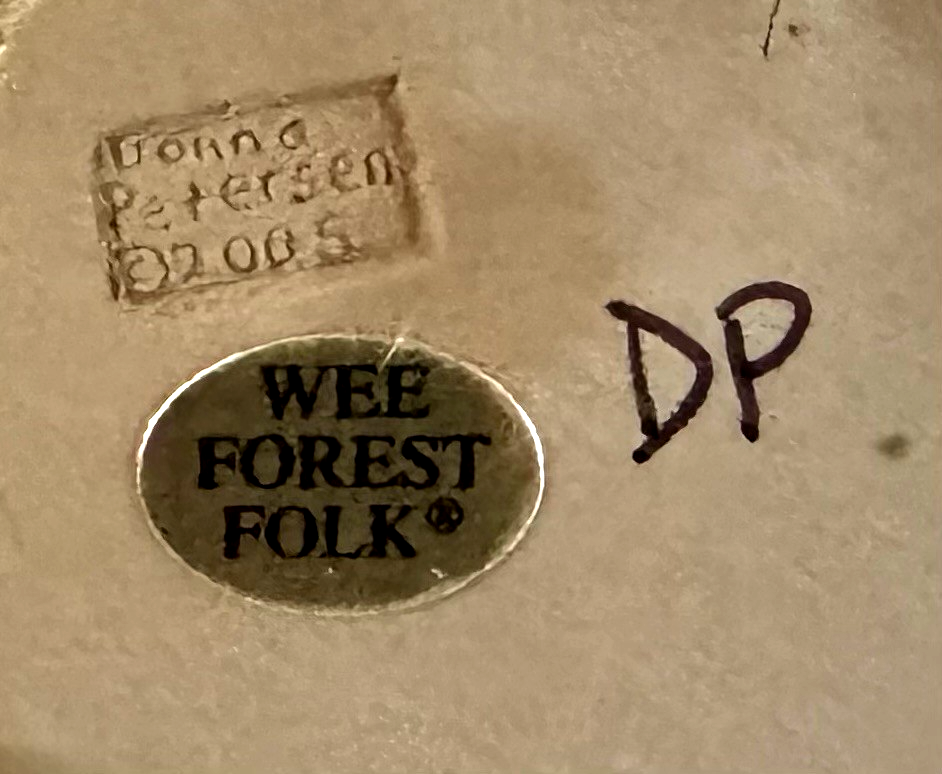 Donna
Petersen
©2005
WEE
FOREST
FOLK®
DP